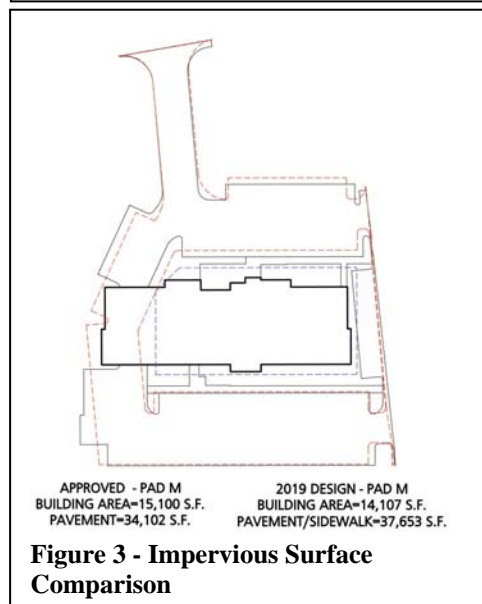 APPROVED - PAD M
BUILDING AREA=15,100 S.F.
PAVEMENT=34,102 S.F.
2019 DESIGN - PAD M
BUILDING AREA=14,107 S.F.
PAVEMENT/SIDEWALK=37,653 S.F.
Figure 3 - Impervious Surface
Comparison